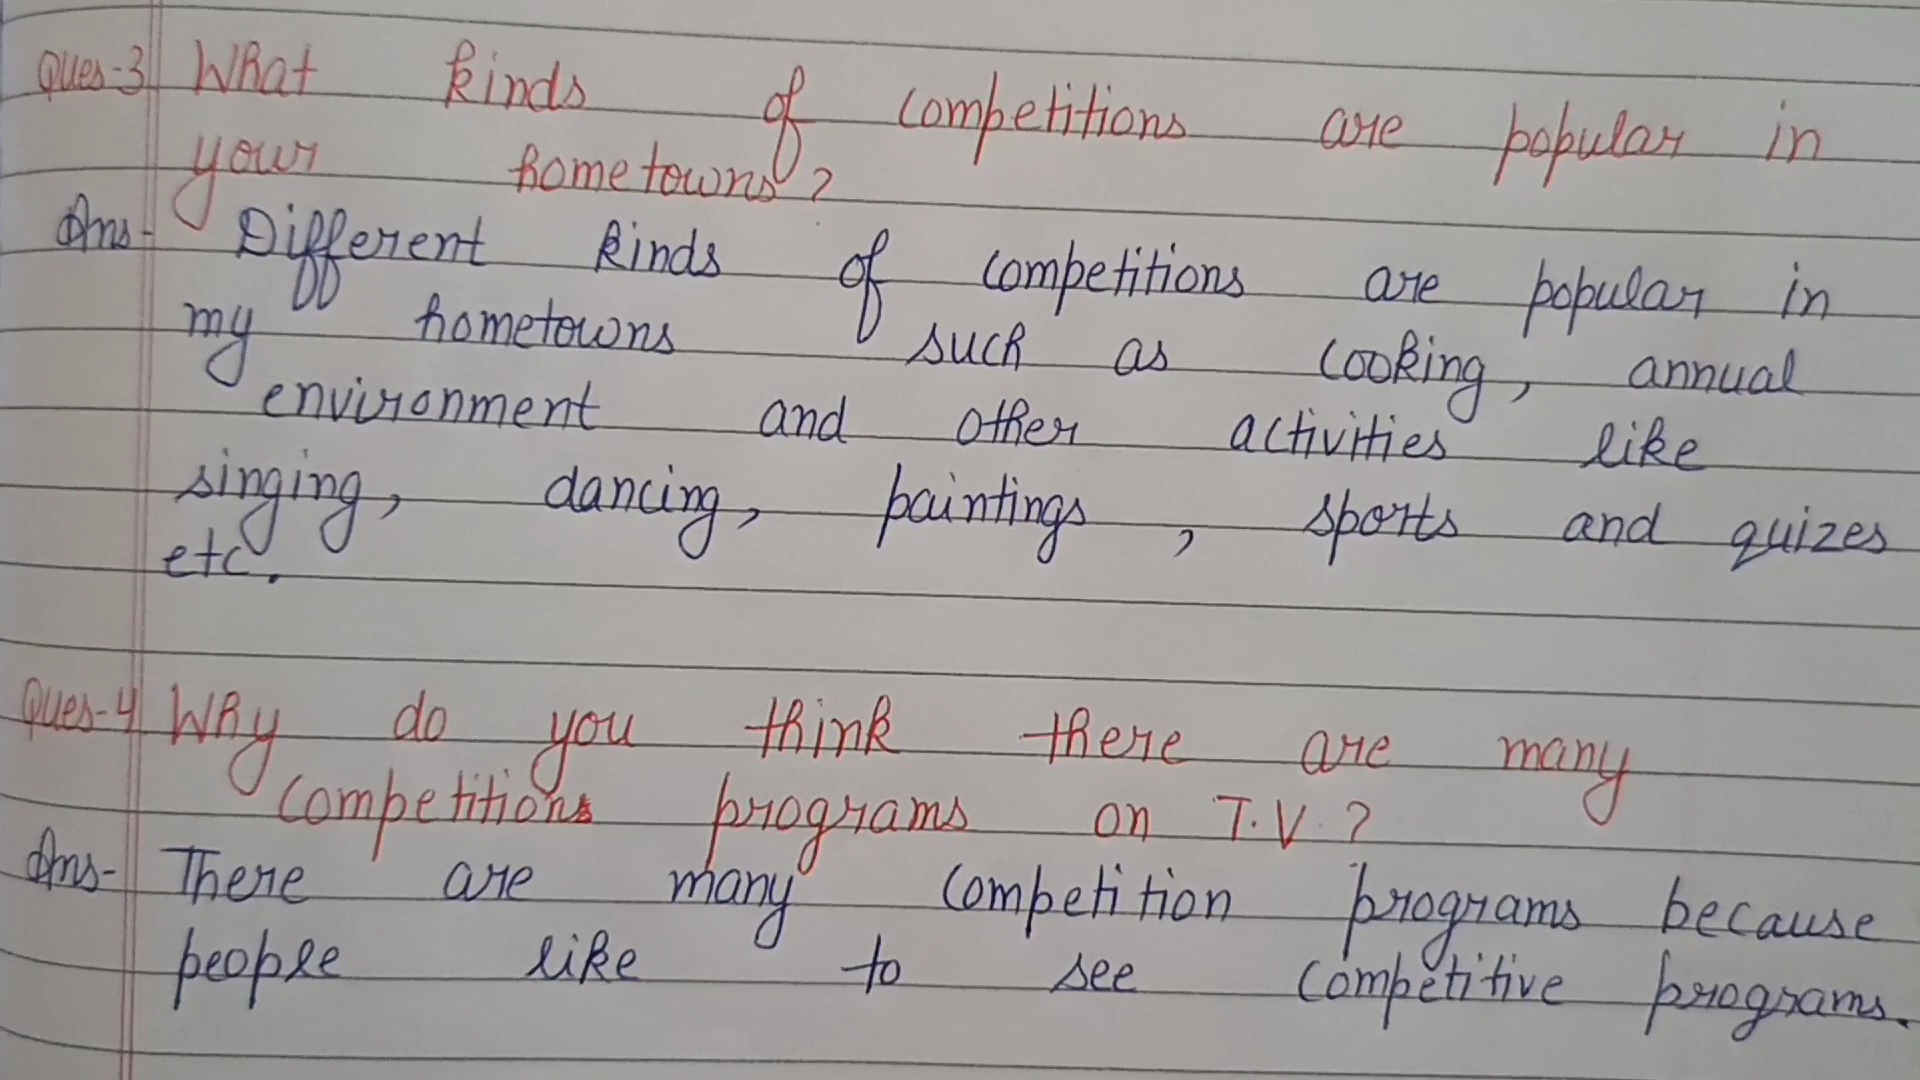 Ques-3 What kinds of competitions are popular in
your hometowns?
Ans- Different kinds of competitions are popular in
my hometowns such as cooking, annual
environment and other activities like
singing, dancing, paintings, sports and quizes
etc.
Ques-4 Why do you think there are many
competitions programs on T.V.?
Ans- There are many competition programs because
people like to see competitive programs.